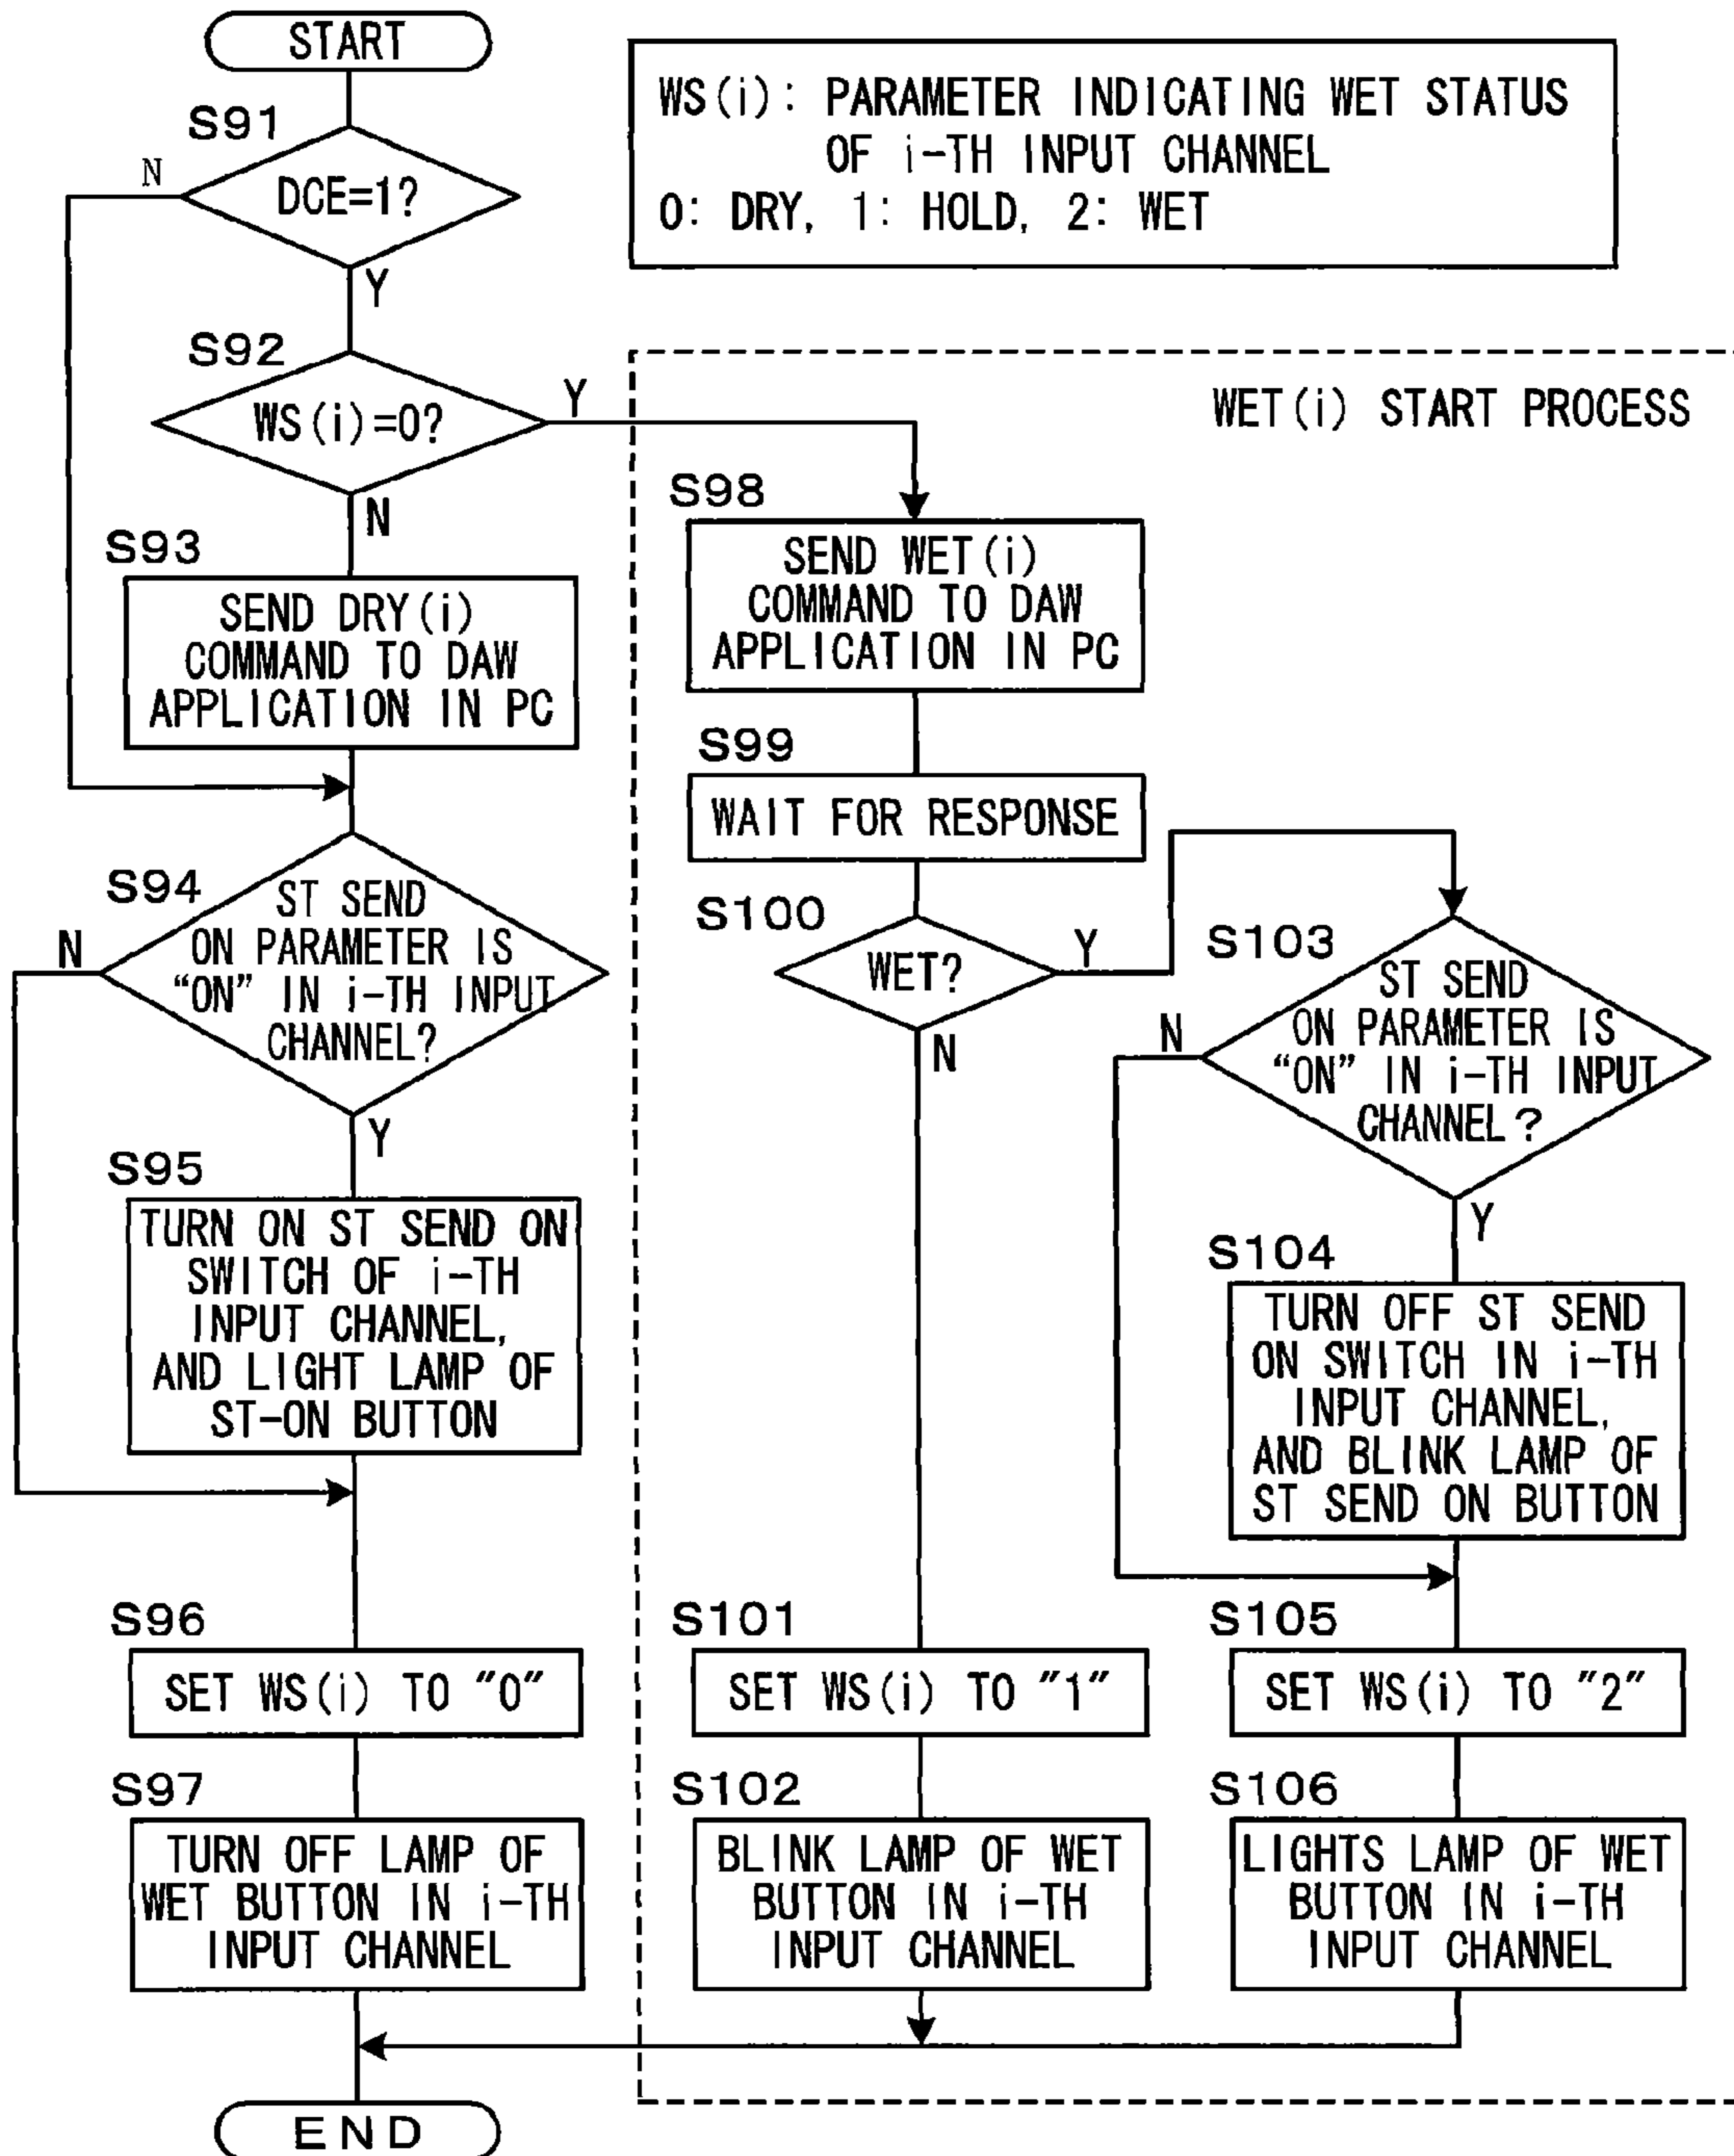 START
WS(i): PARAMETER INDICATING WET STATUS
OF i-TH INPUT CHANNEL
0: DRY, 1: HOLD, 2: WET
S91
N
DCE=1?
Y
S92
WS(i)=0?
Y
N
S93
SEND DRY(i)
COMMAND TO DAW
APPLICATION IN PC
S94
ST SEND
ON PARAMETER IS
“ON” IN i-TH INPUT
CHANNEL?
N
Y
S95
TURN ON ST SEND ON
SWITCH OF i-TH
INPUT CHANNEL,
AND LIGHT LAMP OF
ST-ON BUTTON
S96
SET WS(i) TO "0"
S97
TURN OFF LAMP OF
WET BUTTON IN i-TH
INPUT CHANNEL
END
WET(i) START PROCESS
S98
SEND WET(i)
COMMAND TO DAW
APPLICATION IN PC
S99
WAIT FOR RESPONSE
S100
WET?
Y
N
S101
SET WS(i) TO "1"
S102
BLINK LAMP OF WET
BUTTON IN i-TH
INPUT CHANNEL
S103
ST SEND
ON PARAMETER IS
“ON” IN i-TH INPUT
CHANNEL?
N
Y
S104
TURN OFF ST SEND
ON SWITCH IN i-TH
INPUT CHANNEL,
AND BLINK LAMP OF
ST SEND ON BUTTON
S105
SET WS(i) TO "2"
S106
LIGHTS LAMP OF WET
BUTTON IN i-TH
INPUT CHANNEL